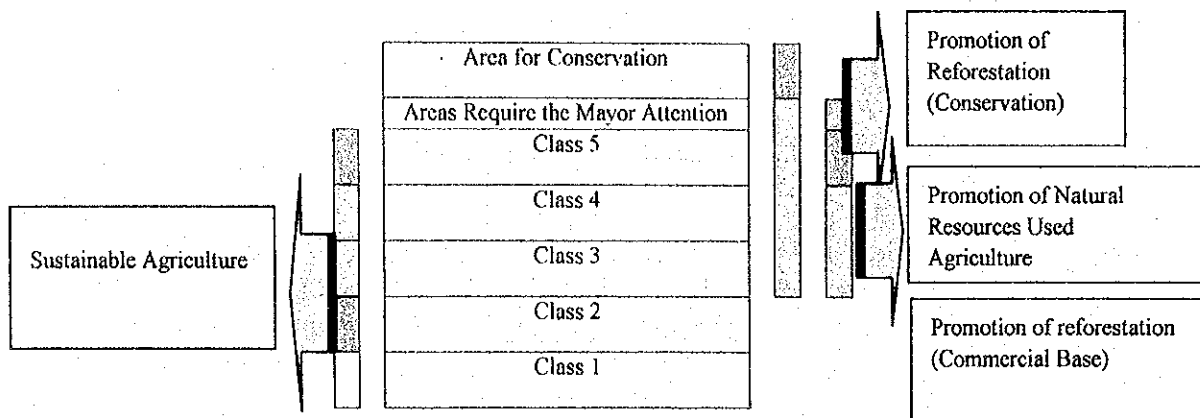 Sustainable Agriculture
Area for Conservation
Areas Require the Mayor Attention
Class 5
Class 4
Class 3
Class 2
Class 1
Promotion of
Reforestation
(Conservation)
Promotion of Natural
Resources Used
Agriculture
Promotion of reforestation
(Commercial Base)